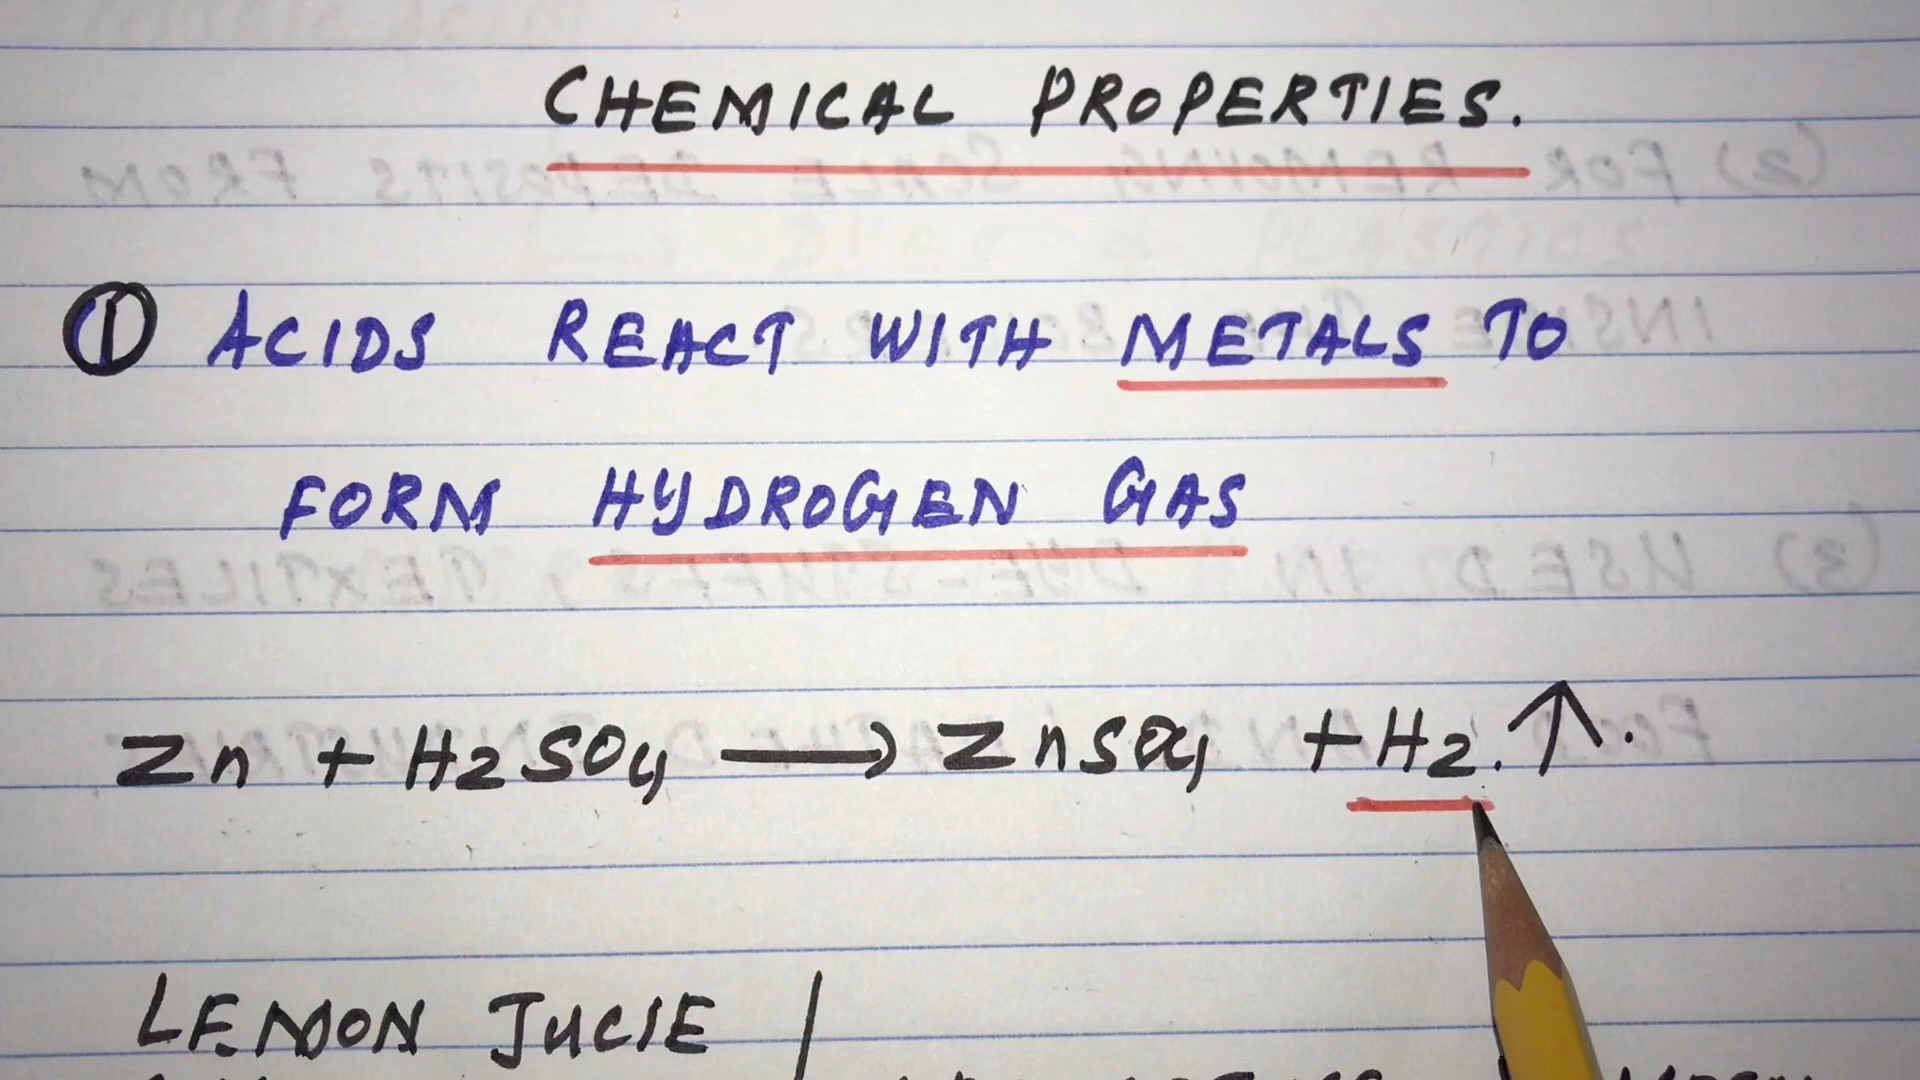 CHEMICAL PROPERTIES.
① ACIDS REACT WITH METALS TO
FORM HYDROGEN GAS
Zn + H2SO4 ⟶ ZnSO4 + H2.↑.
LEMON JUCIE /